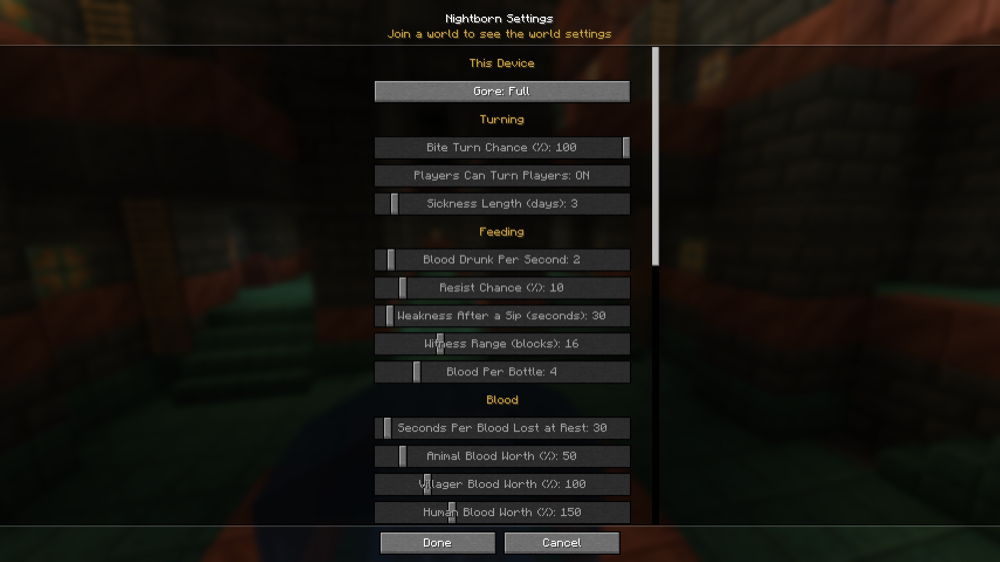 Nightborn Settings
Join a world to see the world settings
This Device
Gore: Full
Turning
Bite Turn Chance (%): 100
Players Can Turn Players: ON
Sickness Length (days): 3
Feeding
Blood Drunk Per Second: 2
Resist Chance (%): 10
Weakness After a Sip (seconds): 30
Witness Range (blocks): 16
Blood Per Bottle: 4
Blood
Seconds Per Blood Lost at Rest: 30
Animal Blood Worth (%): 50
Villager Blood Worth (%): 100
Human Blood Worth (%): 150
Done
Cancel